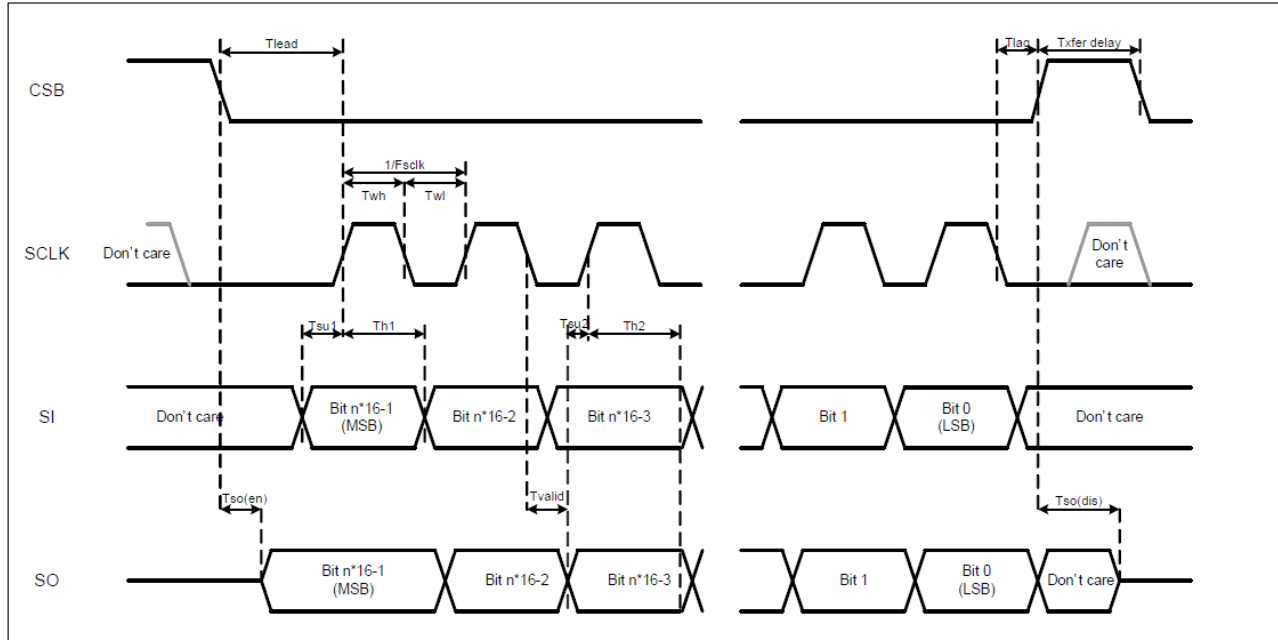 Tlead
Tlag
Txfer delay
CSB
1/Fsclk
Twh
Twl
SCLK
Don't care
Don't
care
Tsu1
Th1
Tsu2
Th2
SI
Don't care
Bit n*16-1
(MSB)
Bit n*16-2
Bit n*16-3
Bit 1
Bit 0
(LSB)
Don't care
Tso(en)
Tvalid
Tso(dis)
SO
Bit n*16-1
(MSB)
Bit n*16-2
Bit n*16-3
Bit 1
Bit 0
(LSB)
Don't care